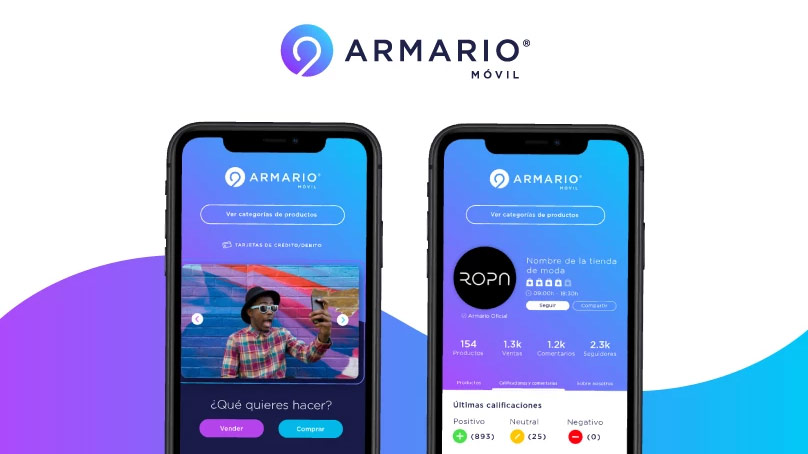 ARMARIO®
MÓVIL
ARMARIO®
MÓVIL
Ver categorías de productos
TARJETAS DE CRÉDITO/DEBITO
¿Qué quieres hacer?
Vender
Comprar
ARMARIO®
MÓVIL
Ver categorías de productos
ROPA
Nombre de la tienda
de moda
09:00h - 18:30h
Seguir
Compartir
Armario Oficial
154
Productos
1.3k
Ventas
1.2k
Comentarios
2.3k
Seguidores
Productos
Calificaciones y comentarios
Sobre nosotros
Últimas calificaciones
Positivo
Neutral
Negativo
(893)
(25)
(0)